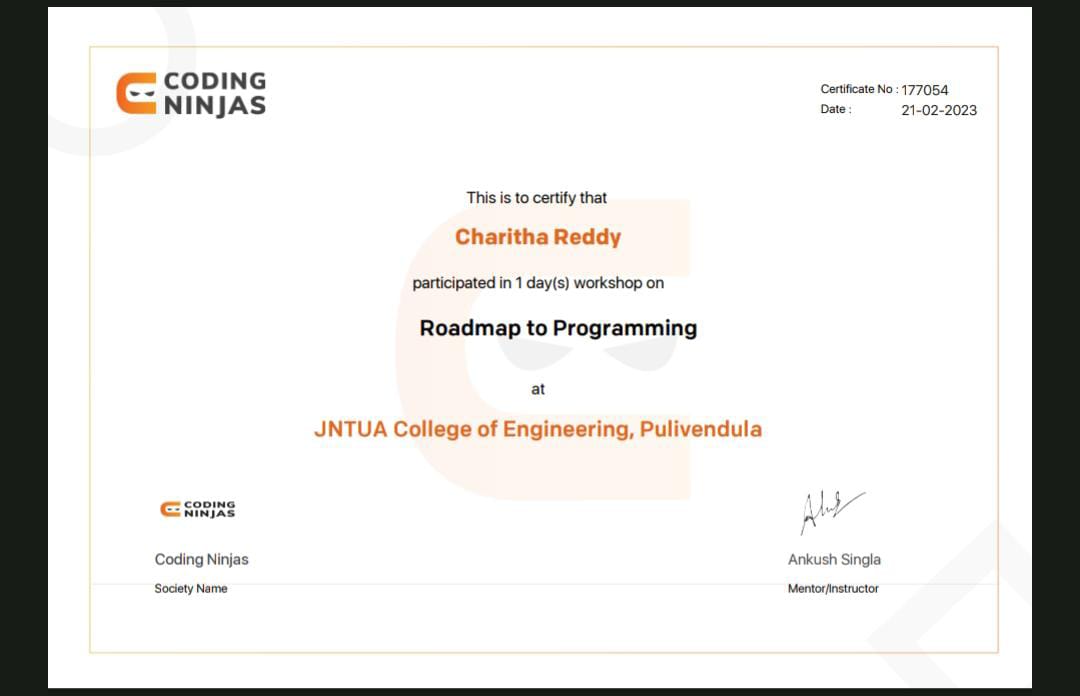 CODING
NINJAS
Certificate No : 177054
Date : 21-02-2023
This is to certify that
Charitha Reddy
participated in 1 day(s) workshop on
Roadmap to Programming
at
JNTUA College of Engineering, Pulivendula
CODING
NINJAS
Coding Ninjas
Ankush Singla
Society Name
Mentor/Instructor